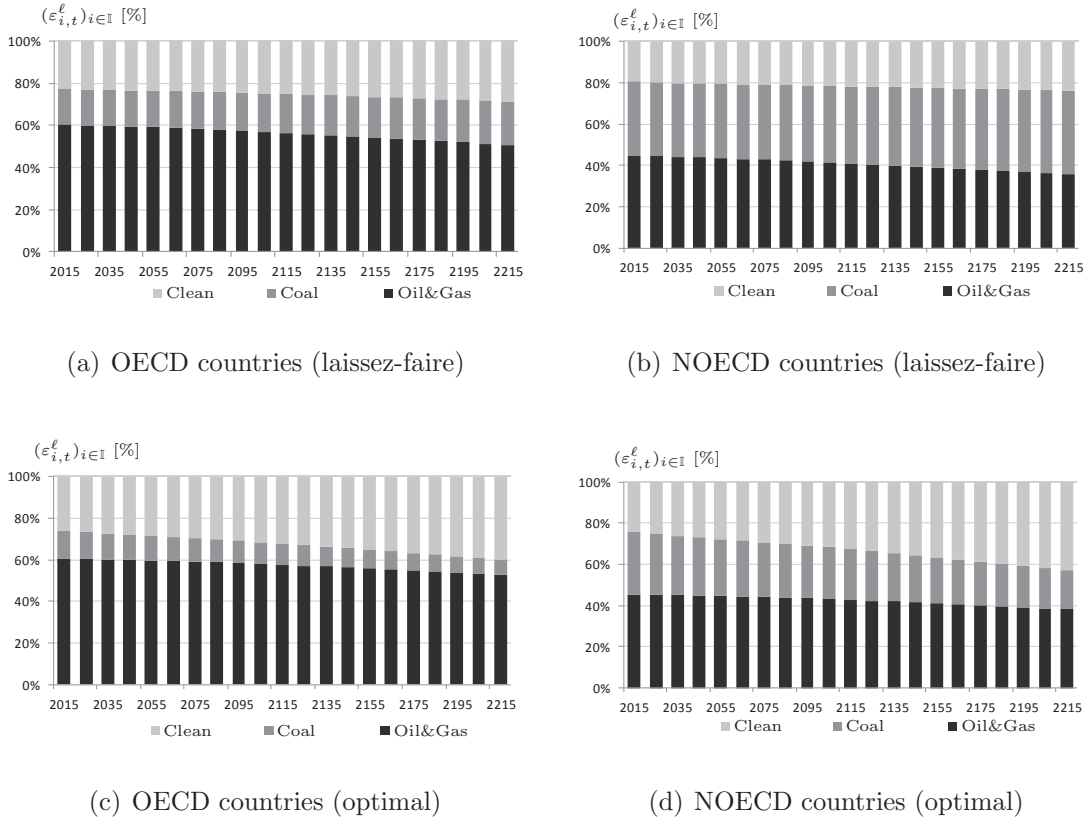 (ε^ℓ_{i,t})_{i∈𝕀} [%]
100%
80%
60%
40%
20%
0%
2015 2035 2055 2075 2095 2115 2135 2155 2175 2195 2215
Clean Coal Oil&Gas
(a) OECD countries (laissez-faire)
(ε^ℓ_{i,t})_{i∈𝕀} [%]
100%
80%
60%
40%
20%
0%
2015 2035 2055 2075 2095 2115 2135 2155 2175 2195 2215
Clean Coal Oil&Gas
(b) NOECD countries (laissez-faire)
(ε^ℓ_{i,t})_{i∈𝕀} [%]
100%
80%
60%
40%
20%
0%
2015 2035 2055 2075 2095 2115 2135 2155 2175 2195 2215
Clean Coal Oil&Gas
(c) OECD countries (optimal)
(ε^ℓ_{i,t})_{i∈𝕀} [%]
100%
80%
60%
40%
20%
0%
2015 2035 2055 2075 2095 2115 2135 2155 2175 2195 2215
Clean Coal Oil&Gas
(d) NOECD countries (optimal)